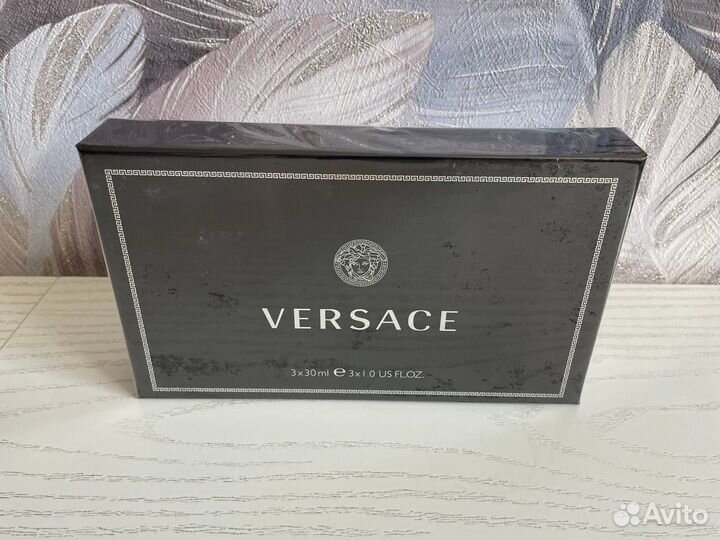 VERSACE
3x30ml ℮ 3x1.0 US FL.OZ.
Avito